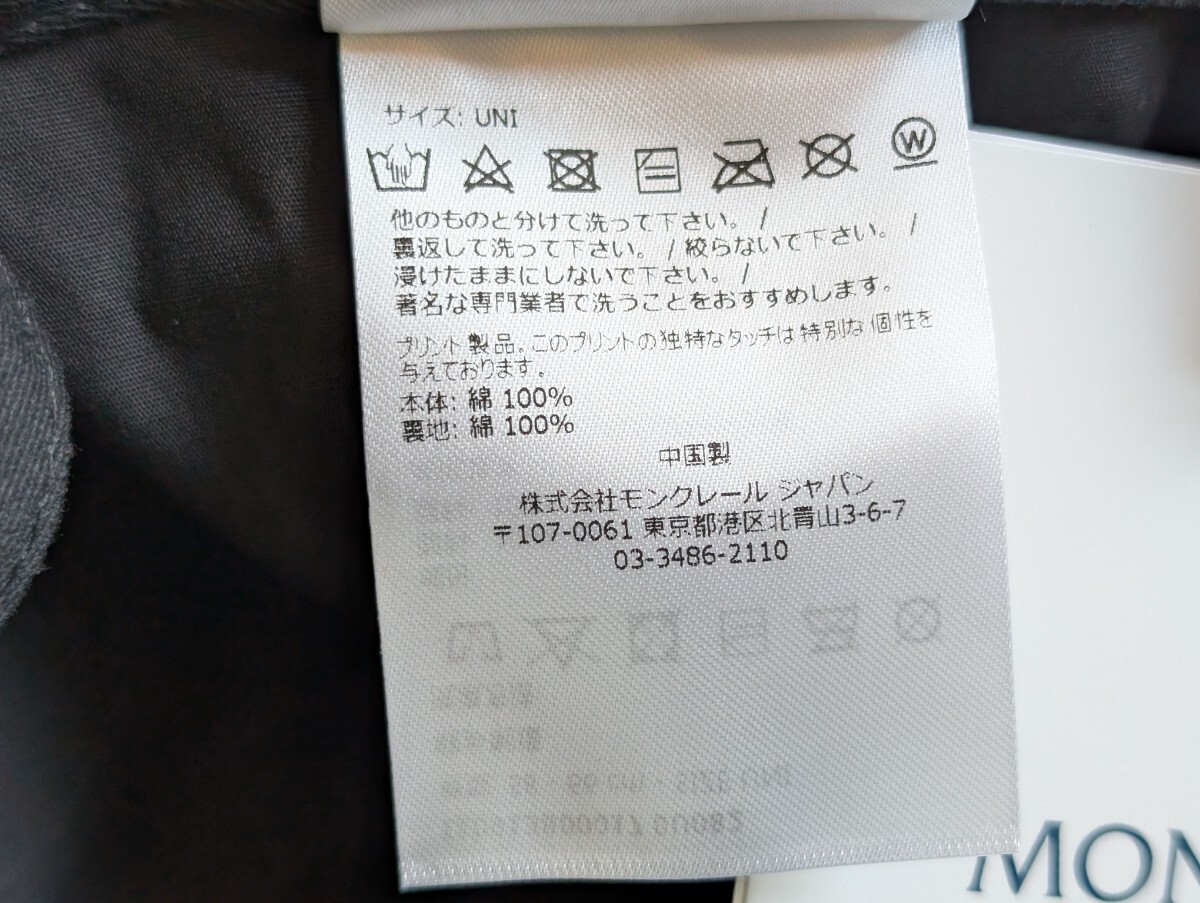 サイズ: UNI
W
他のものと分けて洗って下さい。 /
裏返して洗って下さい。 / 絞らないで下さい。 /
浸けたままにしないで下さい。 /
著名な専門業者で洗うことをおすすめします。
プリント製品。このプリントの独特なタッチは特別な個性を
与えております。
本体: 綿 100%
裏地: 綿 100%
中国製
株式会社モンクレール ジャパン
〒107-0061 東京都港区北青山3-6-7
03-3486-2110
MON